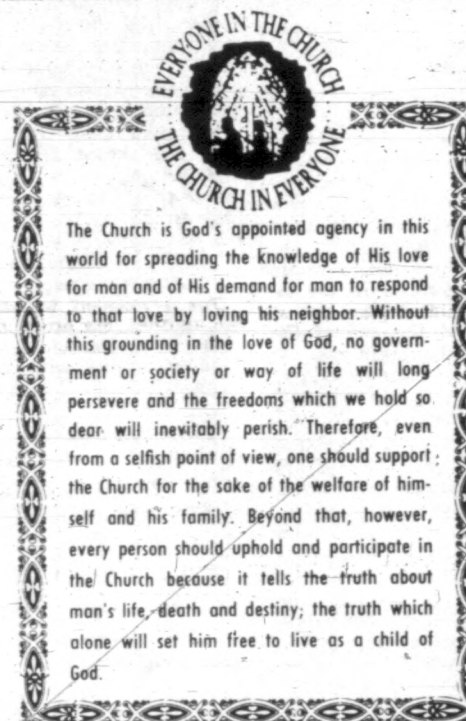 EVERYONE IN THE CHURCH
THE CHURCH IN EVERYONE
The Church is God's appointed agency in this
world for spreading the knowledge of His love
for man and of His demand for man to respond
to that love by loving his neighbor. Without
this grounding in the love of God, no govern-
ment or society or way of life will long
persevere and the freedoms which we hold so
dear will inevitably perish. Therefore, even
from a selfish point of view, one should support
the Church for the sake of the welfare of him-
self and his family. Beyond that, however,
every person should uphold and participate in
the Church because it tells the truth about
man's life, death and destiny; the truth which
alone will set him free to live as a child of
God.